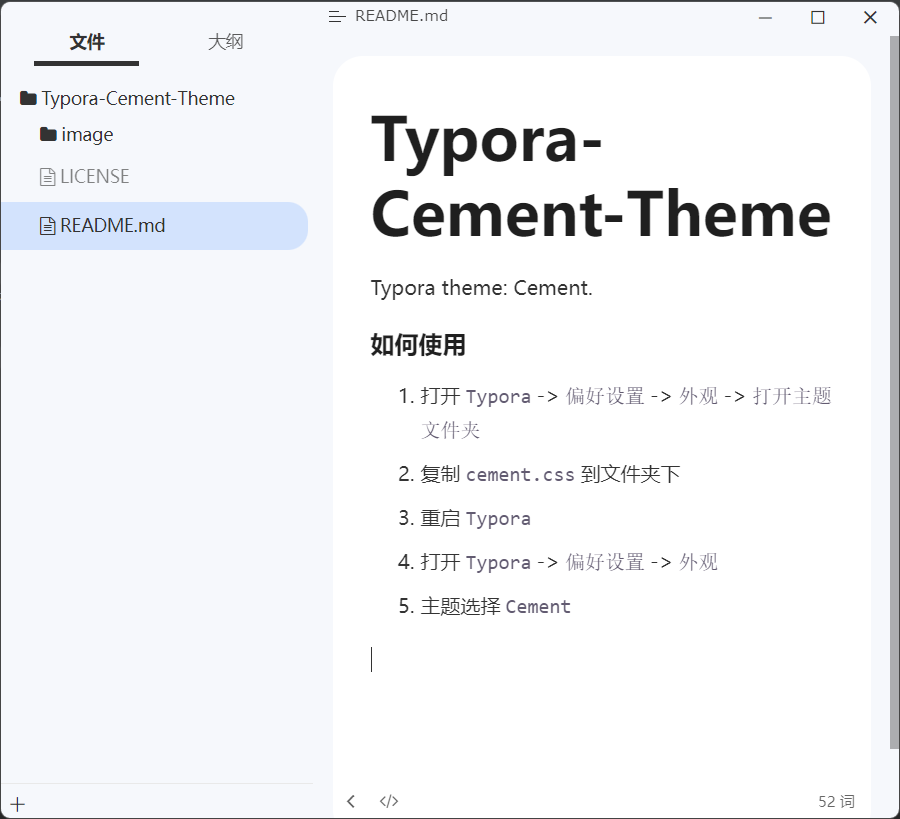 README.md
文件 大纲
Typora-Cement-Theme
image
LICENSE
README.md
Typora-
Cement-Theme
Typora theme: Cement.
如何使用
1. 打开 Typora -> 偏好设置 -> 外观 -> 打开主题
文件夹
2. 复制 cement.css 到文件夹下
3. 重启 Typora
4. 打开 Typora -> 偏好设置 -> 外观
5. 主题选择 Cement
52 词